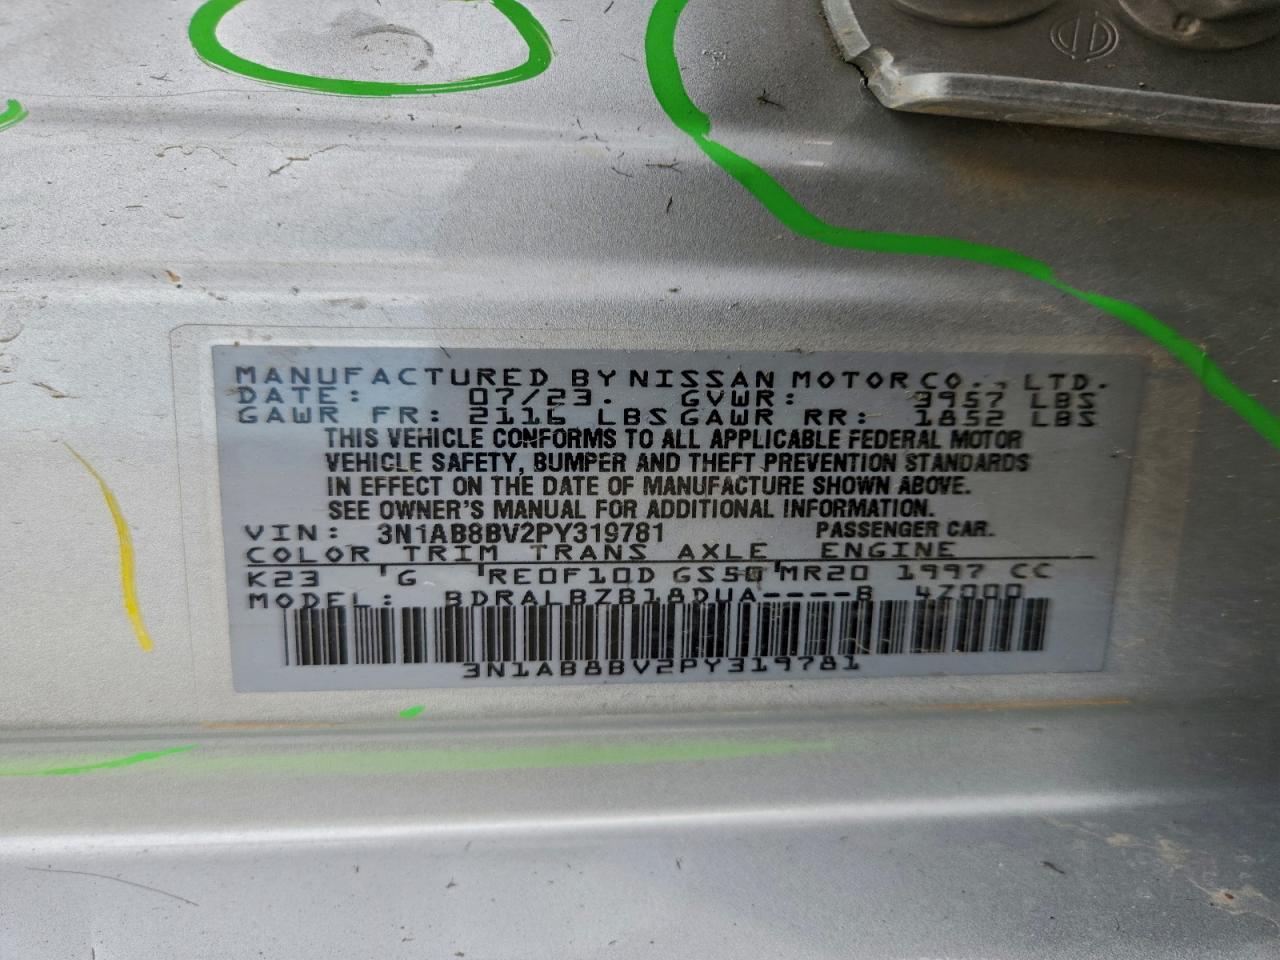 MANUFACTURED BY NISSAN MOTOR CO., LTD.
DATE: 07/23. GVWR: 3957 LBS
GAWR FR: 2116 LBS GAWR RR: 1852 LBS
THIS VEHICLE CONFORMS TO ALL APPLICABLE FEDERAL MOTOR
VEHICLE SAFETY, BUMPER AND THEFT PREVENTION STANDARDS
IN EFFECT ON THE DATE OF MANUFACTURE SHOWN ABOVE.
SEE OWNER'S MANUAL FOR ADDITIONAL INFORMATION.
VIN: 3N1AB8BV2PY319781 PASSENGER CAR.
COLOR TRIM TRANS AXLE ENGINE
K23 'G 'RE0F10D GS50 'MR20 1997 CC
MODEL: BDRALBZB18DUA----B 4Z000
3N1AB8BV2PY319781